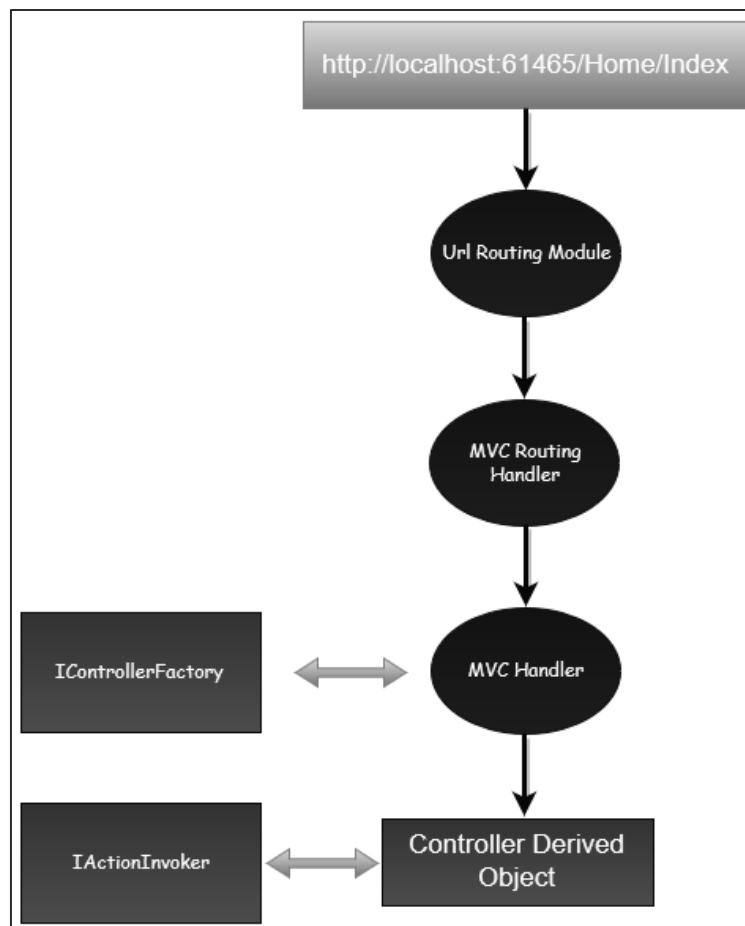 http://localhost:61465/Home/Index
Url Routing Module
MVC Routing
Handler
IControllerFactory
MVC Handler
IActionInvoker
Controller Derived
Object